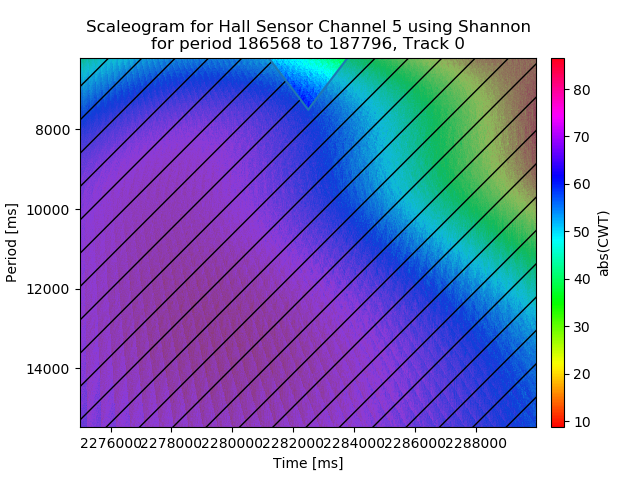 Scaleogram for Hall Sensor Channel 5 using Shannon
for period 186568 to 187796, Track 0
8000
10000
12000
14000
Period [ms]
2276000 2278000 2280000 2282000 2284000 2286000 2288000
Time [ms]
80
70
60
50
40
30
20
10
abs(CWT)